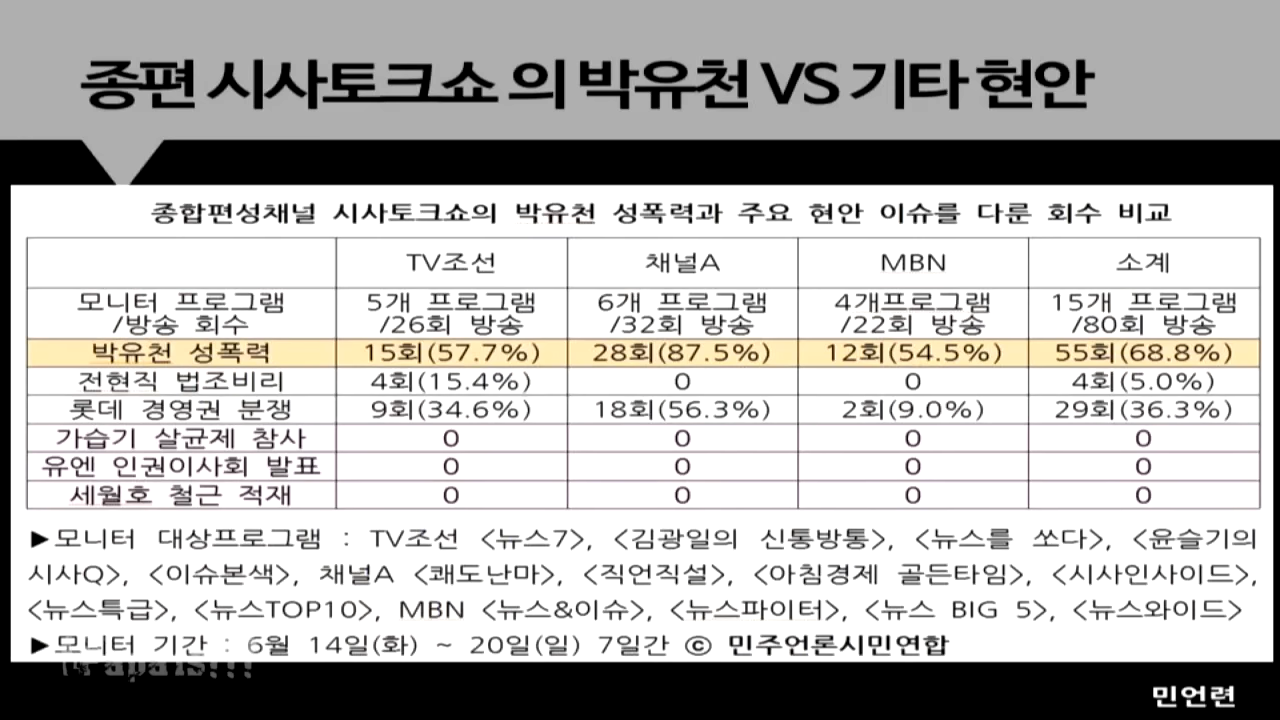 종편 시사토크쇼 의 박유천 VS 기타 현안
종합편성채널 시사토크쇼의 박유천 성폭력과 주요 현안 이슈를 다룬 회수 비교
TV조선 채널A MBN 소계
모니터 프로그램 /방송 회수 5개 프로그램 /26회 방송 6개 프로그램 /32회 방송 4개프로그램 /22회 방송 15개 프로그램 /80회 방송
박유천 성폭력 15회(57.7%) 28회(87.5%) 12회(54.5%) 55회(68.8%)
전현직 법조비리 4회(15.4%) 0 0 4회(5.0%)
롯데 경영권 분쟁 9회(34.6%) 18회(56.3%) 2회(9.0%) 29회(36.3%)
가습기 살균제 참사 0 0 0 0
유엔 인권이사회 발표 0 0 0 0
세월호 철근 적재 0 0 0 0
▶모니터 대상프로그램 : TV조선 <뉴스7>, <김광일의 신통방통>, <뉴스를 쏘다>, <윤슬기의
시사Q>, <이슈본색>, 채널A <쾌도난마>, <직언직설>, <아침경제 골든타임>, <시사인사이드>,
<뉴스특급>, <뉴스TOP10>, MBN <뉴스&이슈>, <뉴스파이터>, <뉴스 BIG 5>, <뉴스와이드>
▶모니터 기간 : 6월 14일(화) ~ 20일(일) 7일간 ⓒ 민주언론시민연합
민언련